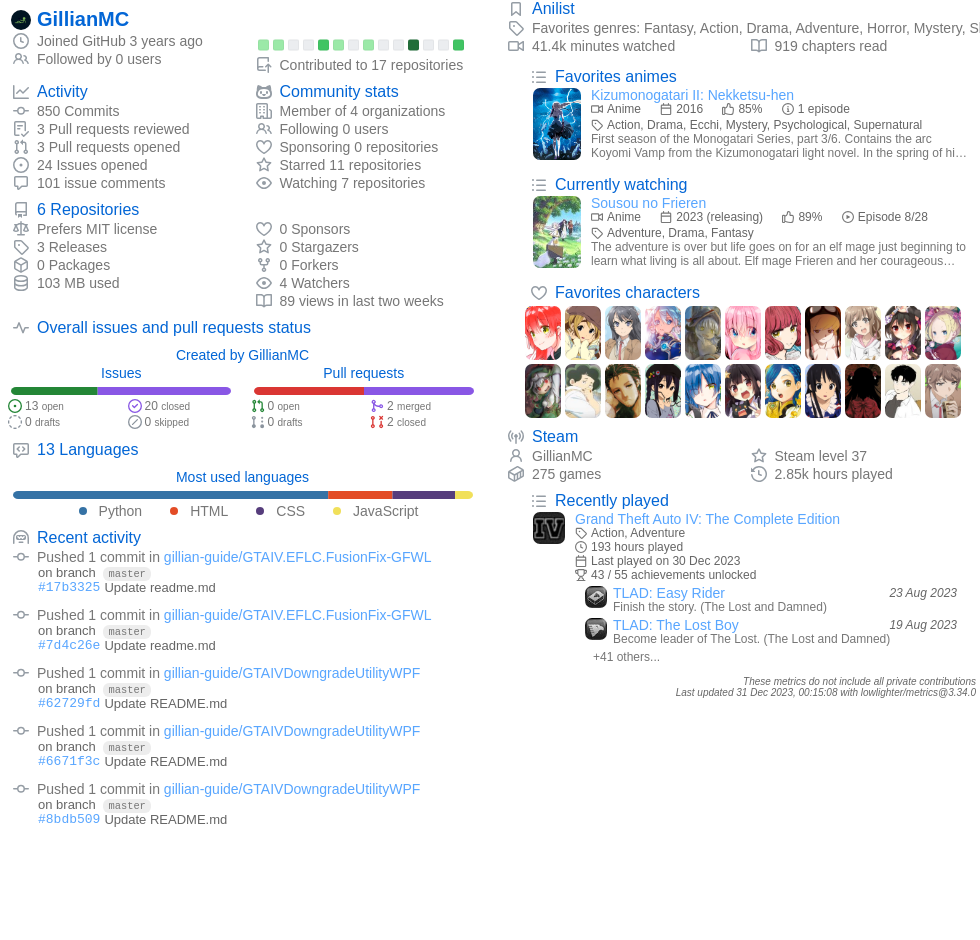 GillianMC
Joined GitHub 3 years ago
Followed by 0 users
Contributed to 17 repositories
Activity
850 Commits
3 Pull requests reviewed
3 Pull requests opened
24 Issues opened
101 issue comments
Community stats
Member of 4 organizations
Following 0 users
Sponsoring 0 repositories
Starred 11 repositories
Watching 7 repositories
6 Repositories
Prefers MIT license
3 Releases
0 Packages
103 MB used
0 Sponsors
0 Stargazers
0 Forkers
4 Watchers
89 views in last two weeks
Overall issues and pull requests status
Created by GillianMC
Issues
13 open
20 closed
0 drafts
0 skipped
Pull requests
0 open
2 merged
0 drafts
2 closed
13 Languages
Most used languages
Python HTML CSS JavaScript
Recent activity
Pushed 1 commit in gillian-guide/GTAIV.EFLC.FusionFix-GFWL
on branch master
#17b3325 Update readme.md
Pushed 1 commit in gillian-guide/GTAIV.EFLC.FusionFix-GFWL
on branch master
#7d4c26e Update readme.md
Pushed 1 commit in gillian-guide/GTAIVDowngradeUtilityWPF
on branch master
#62729fd Update README.md
Pushed 1 commit in gillian-guide/GTAIVDowngradeUtilityWPF
on branch master
#6671f3c Update README.md
Pushed 1 commit in gillian-guide/GTAIVDowngradeUtilityWPF
on branch master
#8bdb509 Update README.md
Anilist
Favorites genres: Fantasy, Action, Drama, Adventure, Horror, Mystery, Sl
41.4k minutes watched
919 chapters read
Favorites animes
Kizumonogatari II: Nekketsu-hen
Anime 2016 85% 1 episode
Action, Drama, Ecchi, Mystery, Psychological, Supernatural
First season of the Monogatari Series, part 3/6. Contains the arc
Koyomi Vamp from the Kizumonogatari light novel. In the spring of hi…
Currently watching
Sousou no Frieren
Anime 2023 (releasing) 89% Episode 8/28
Adventure, Drama, Fantasy
The adventure is over but life goes on for an elf mage just beginning to
learn what living is all about. Elf mage Frieren and her courageous…
Favorites characters
Steam
GillianMC
Steam level 37
275 games
2.85k hours played
Recently played
IV
Grand Theft Auto IV: The Complete Edition
Action, Adventure
193 hours played
Last played on 30 Dec 2023
43 / 55 achievements unlocked
TLAD: Easy Rider 23 Aug 2023
Finish the story. (The Lost and Damned)
TLAD: The Lost Boy 19 Aug 2023
Become leader of The Lost. (The Lost and Damned)
+41 others...
These metrics do not include all private contributions
Last updated 31 Dec 2023, 00:15:08 with lowlighter/metrics@3.34.0